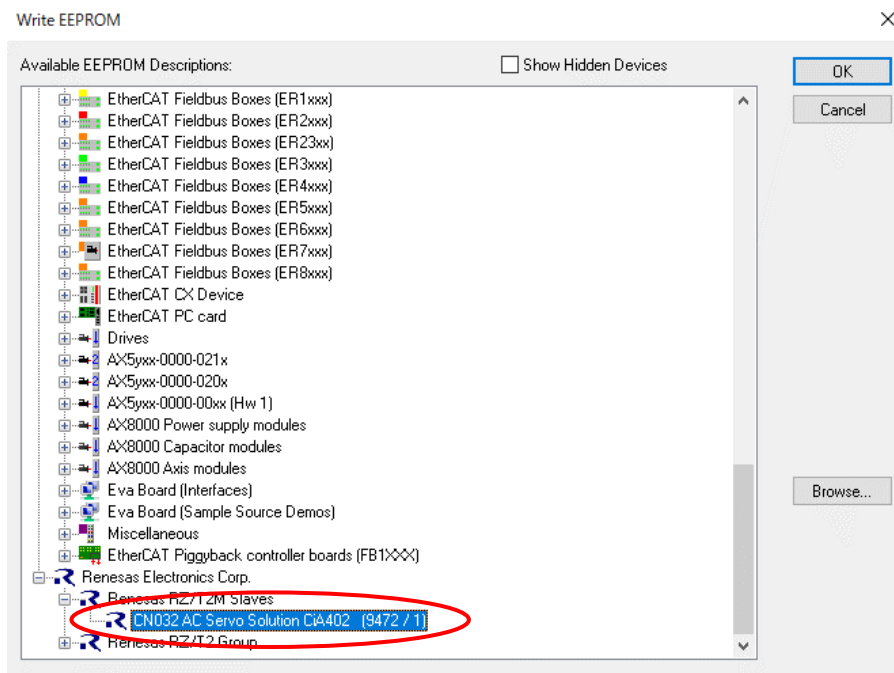 Write EEPROM
Available EEPROM Descriptions:
Show Hidden Devices
OK
Cancel
EtherCAT Fieldbus Boxes (ER1xxx)
EtherCAT Fieldbus Boxes (ER2xxx)
EtherCAT Fieldbus Boxes (ER23xx)
EtherCAT Fieldbus Boxes (ER3xxx)
EtherCAT Fieldbus Boxes (ER4xxx)
EtherCAT Fieldbus Boxes (ER5xxx)
EtherCAT Fieldbus Boxes (ER6xxx)
EtherCAT Fieldbus Boxes (ER7xxx)
EtherCAT Fieldbus Boxes (ER8xxx)
EtherCAT CX Device
EtherCAT PC card
Drives
AX5yxx-0000-021x
AX5yxx-0000-020x
AX5yxx-0000-00xx (Hw 1)
AX8000 Power supply modules
AX8000 Capacitor modules
AX8000 Axis modules
Eva Board (Interfaces)
Browse...
Eva Board (Sample Source Demos)
Miscellaneous
EtherCAT Piggyback controller boards (FB1XXX)
Renesas Electronics Corp.
Renesas RZ/T2M Slaves
CN032 AC Servo Solution CiA402 (9472 / 1)
Renesas RZ/T2 Group